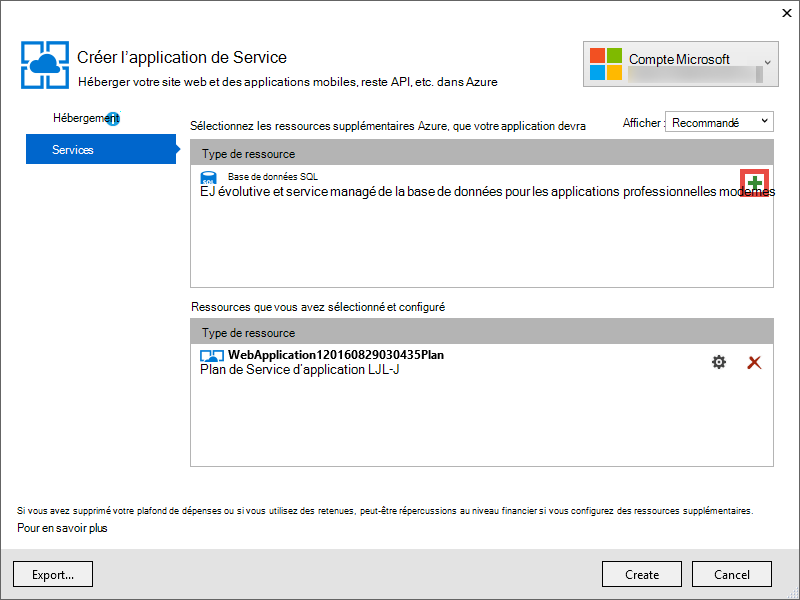 Créer l'application de Service
Héberger votre site web et des applications mobiles, reste API, etc. dans Azure
Compte Microsoft
Hébergement
Services
Sélectionnez les ressources supplémentaires Azure, que votre application devra
Afficher :
Recommandé
Type de ressource
SQL
Base de données SQL
EJ évolutive et service managé de la base de données pour les applications professionnelles modernes
Ressources que vous avez sélectionné et configuré
Type de ressource
WebApplication120160829030435Plan
Plan de Service d'application LJL-J
Si vous avez supprimé votre plafond de dépenses ou si vous utilisez des retenues, peut-être répercussions au niveau financier si vous configurez des ressources supplémentaires.
Pour en savoir plus
Export...
Create
Cancel